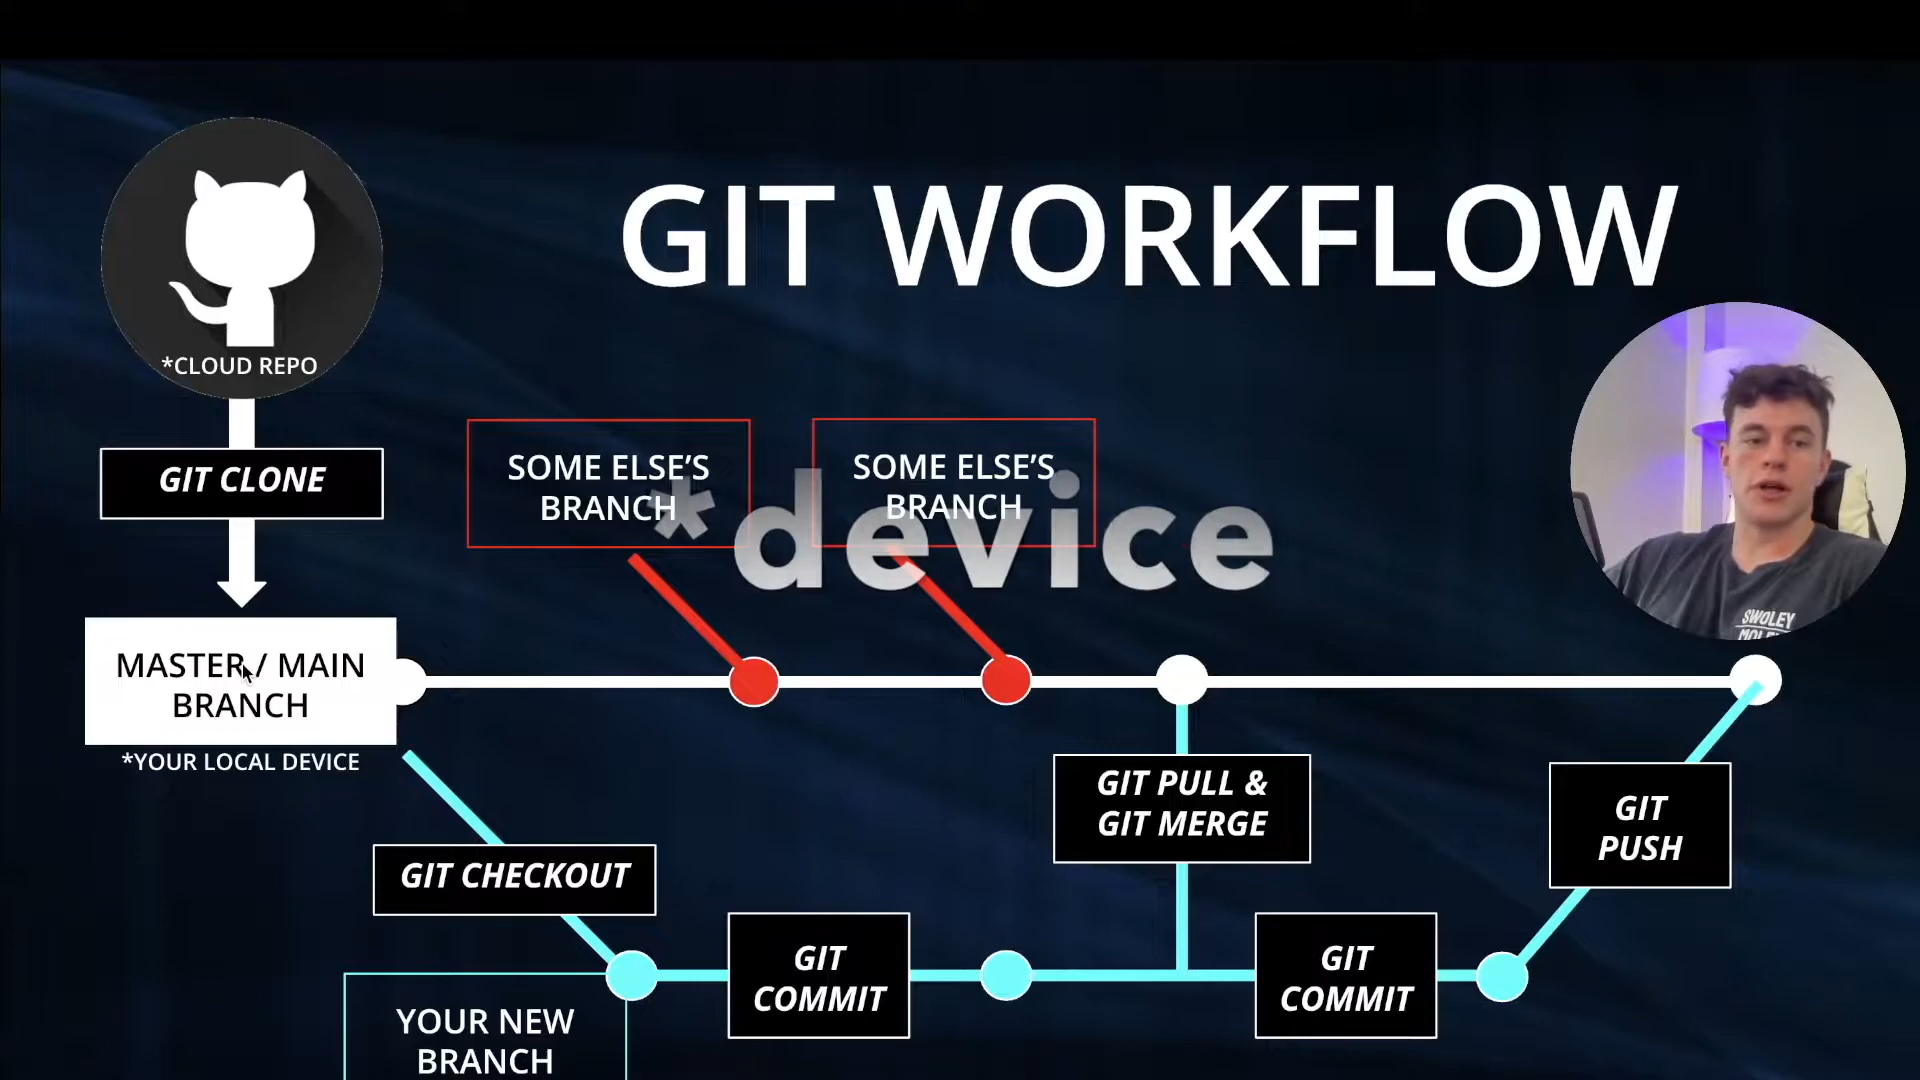 GIT WORKFLOW
*CLOUD REPO
GIT CLONE
SOME ELSE'S
BRANCH
SOME ELSE'S
BRANCH
*device
SWOLEY
MASTER / MAIN
BRANCH
*YOUR LOCAL DEVICE
GIT PULL &
GIT MERGE
GIT
PUSH
GIT CHECKOUT
GIT
COMMIT
GIT
COMMIT
YOUR NEW
BRANCH